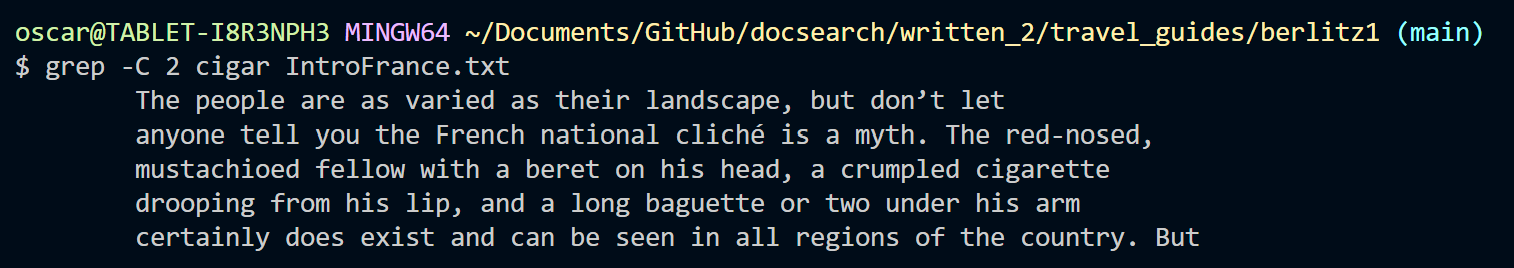 oscar@TABLET-I8R3NPH3 MINGW64 ~/Documents/GitHub/docsearch/written_2/travel_guides/berlitz1 (main)
$ grep -C 2 cigar IntroFrance.txt
The people are as varied as their landscape, but don’t let
anyone tell you the French national cliché is a myth. The red-nosed,
mustachioed fellow with a beret on his head, a crumpled cigarette
drooping from his lip, and a long baguette or two under his arm
certainly does exist and can be seen in all regions of the country. But